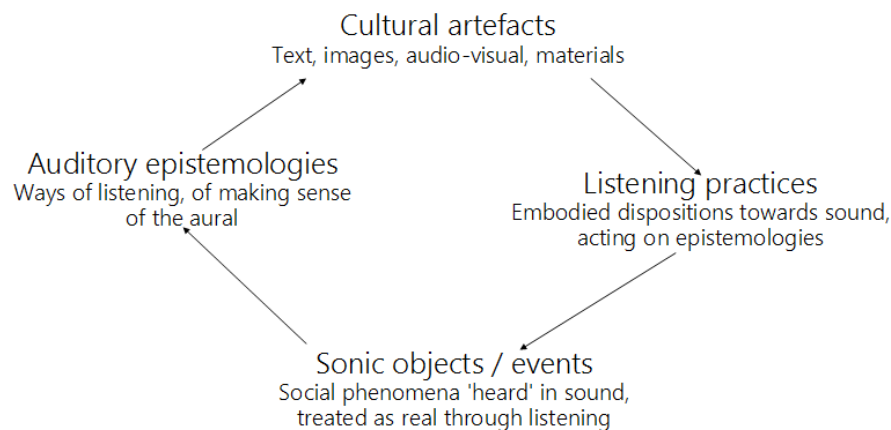 Cultural artefacts
Text, images, audio-visual, materials
Auditory epistemologies
Ways of listening, of making sense
of the aural
Listening practices
Embodied dispositions towards sound,
acting on epistemologies
Sonic objects / events
Social phenomena 'heard' in sound,
treated as real through listening